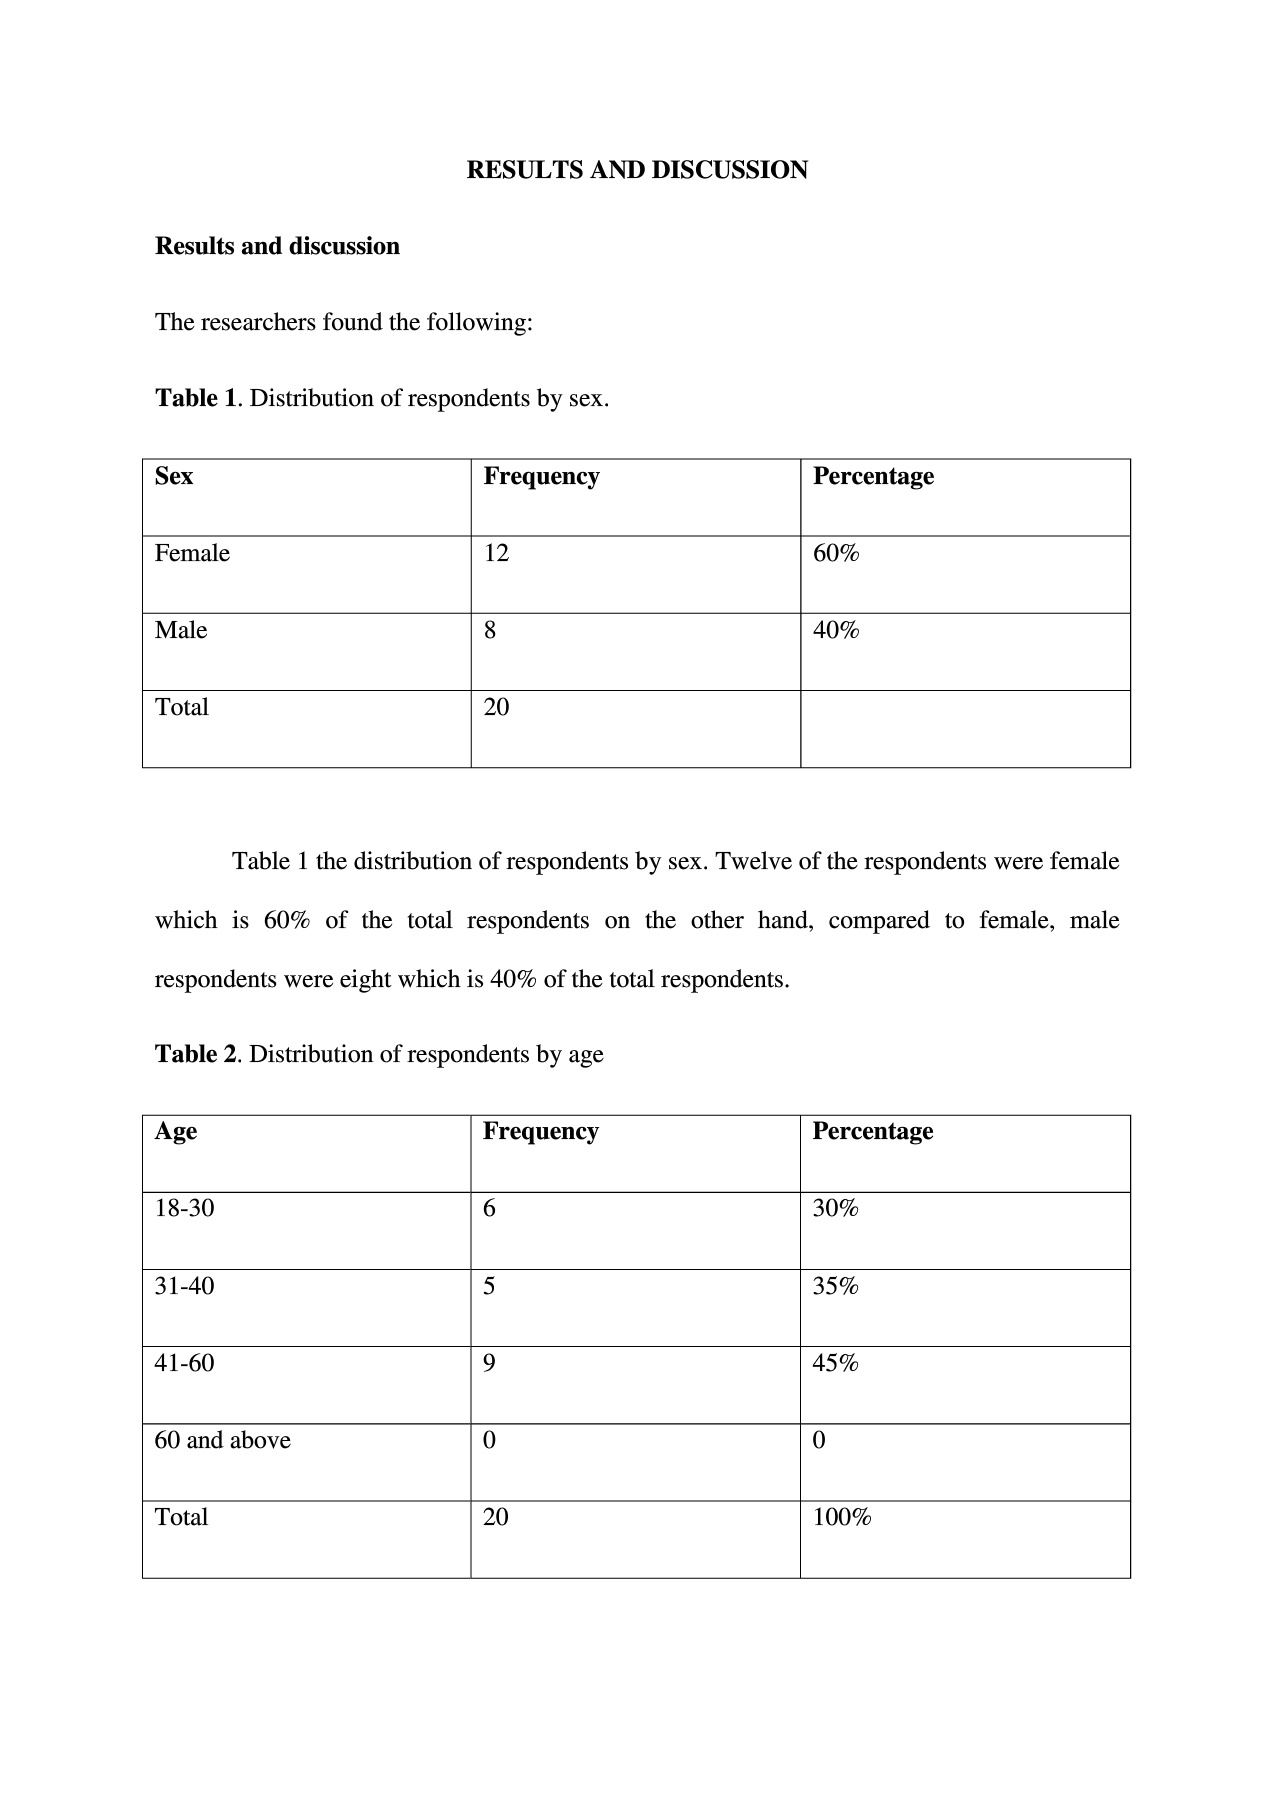 RESULTS AND DISCUSSION
Results and discussion
The researchers found the following:
Table 1. Distribution of respondents by sex.
Sex Frequency Percentage
Female 12 60%
Male 8 40%
Total 20
Table 1 the distribution of respondents by sex. Twelve of the respondents were female
which is 60% of the total respondents on the other hand, compared to female, male
respondents were eight which is 40% of the total respondents.
Table 2. Distribution of respondents by age
Age Frequency Percentage
18-30 6 30%
31-40 5 35%
41-60 9 45%
60 and above 0 0
Total 20 100%